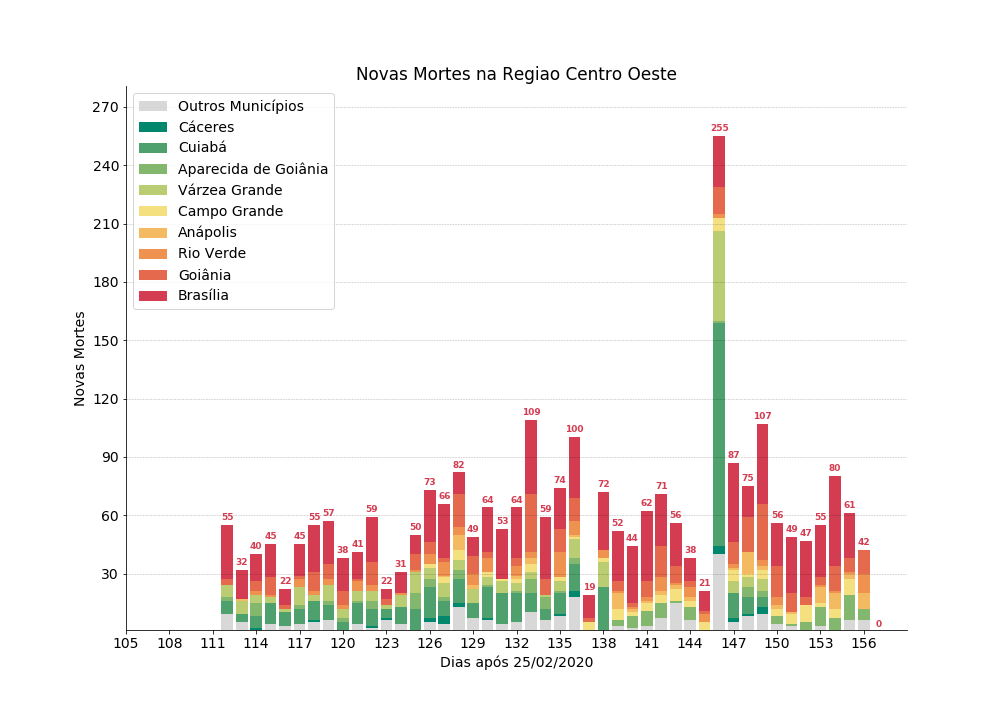 Novas Mortes na Regiao Centro Oeste
Novas Mortes
270
240
210
180
150
120
90
60
30
Outros Municípios
Cáceres
Cuiabá
Aparecida de Goiânia
Várzea Grande
Campo Grande
Anápolis
Rio Verde
Goiânia
Brasília
55 32 40 45 22 45 55 57 38 41 59 22 31 50 73 66 82 49 64 53 64 109 59 74 100 19 72 52 44 62 71 56 38 21 255 87 75 107 56 49 47 55 80 61 42 0
105 108 111 114 117 120 123 126 129 132 135 138 141 144 147 150 153 156
Dias após 25/02/2020